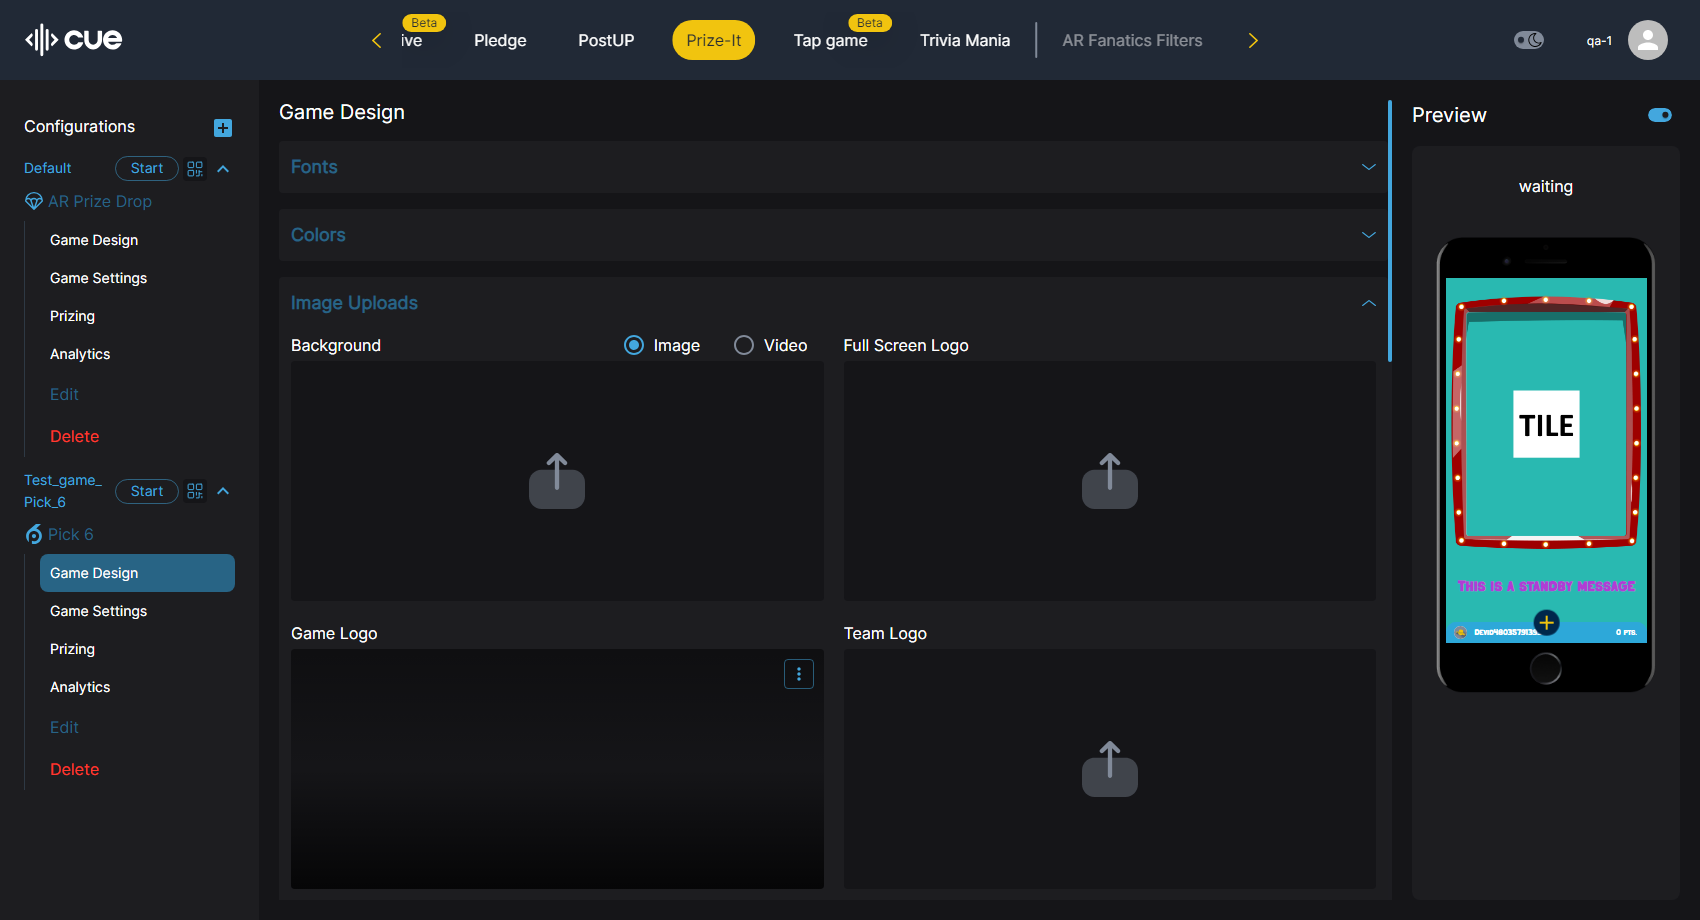 cue
Beta
ive
Pledge
PostUP
Prize-It
Beta
Tap game
Trivia Mania
AR Fanatics Filters
qa-1
Configurations
Default
Start
AR Prize Drop
Game Design
Game Settings
Prizing
Analytics
Edit
Delete
Test_game_
Pick_6
Start
Pick 6
Game Design
Game Settings
Prizing
Analytics
Edit
Delete
Game Design
Fonts
Colors
Image Uploads
Background
Image
Video
Full Screen Logo
Game Logo
Team Logo
Preview
waiting
TILE
THIS IS A STANDBY MESSAGE
0 PTS.